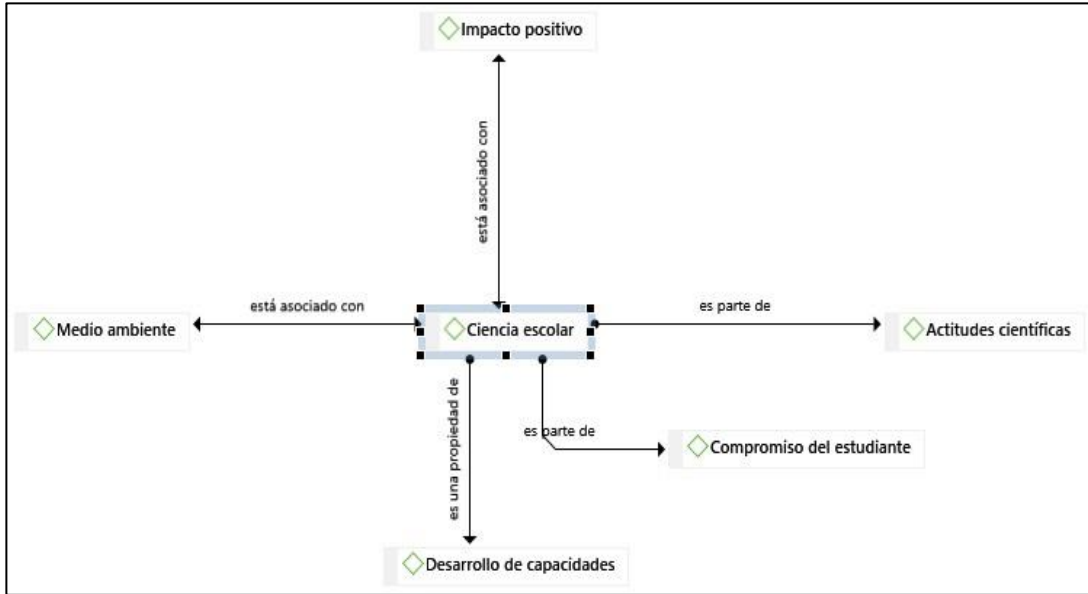 Impacto positivo
está asociado con
está asociado con
es parte de
Medio ambiente
Ciencia escolar
Actitudes científicas
es una propiedad de
es parte de
Compromiso del estudiante
Desarrollo de capacidades